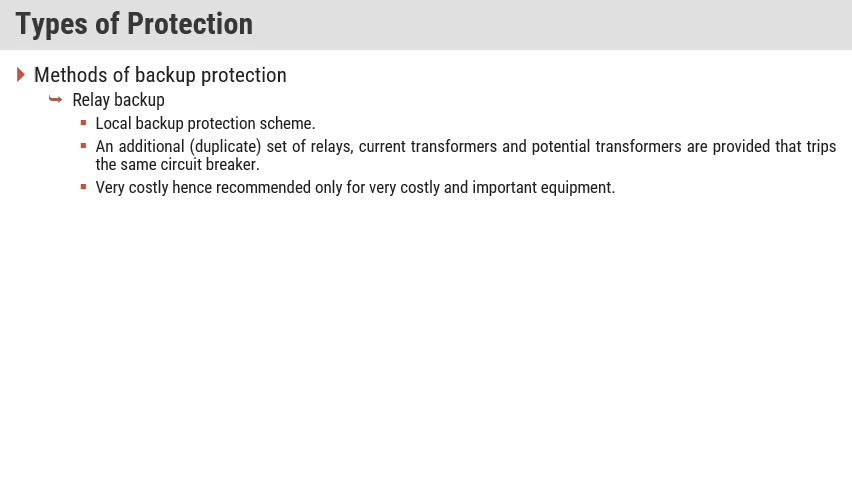 Types of Protection
Methods of backup protection
Relay backup
Local backup protection scheme.
An additional (duplicate) set of relays, current transformers and potential transformers are provided that trips
the same circuit breaker.
Very costly hence recommended only for very costly and important equipment.